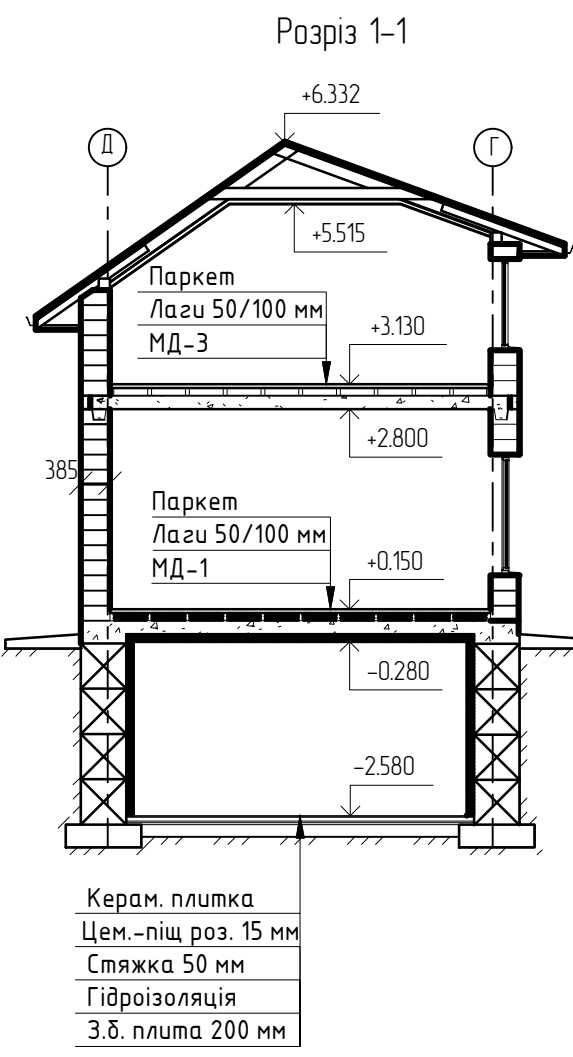 Розріз 1-1
+6.332
Д
Г
+5.515
Паркет
Лаги 50/100 мм
МД-3
+3.130
+2.800
385
Паркет
Лаги 50/100 мм
МД-1
+0.150
-0.280
-2.580
Керам. плитка
Цем.-піщ роз. 15 мм
Стяжка 50 мм
Гідроізоляція
З.б. плита 200 мм